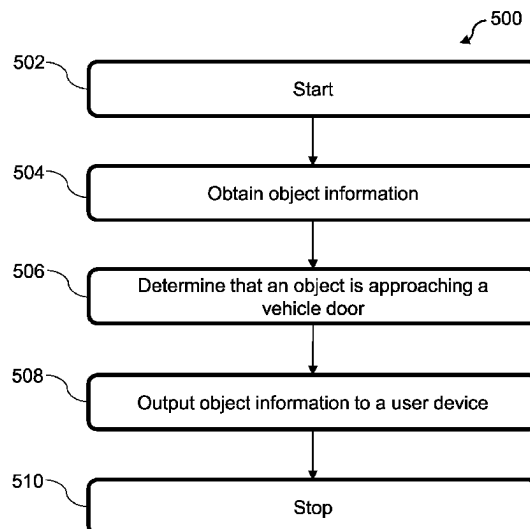 500
502
Start
504
Obtain object information
506
Determine that an object is approaching a
vehicle door
508
Output object information to a user device
510
Stop